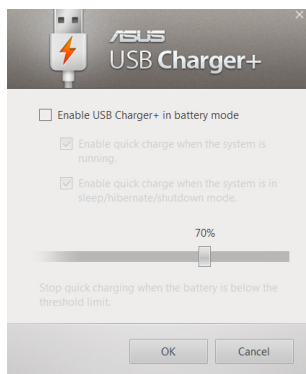 ASUS
USB Charger+
Enable USB Charger+ in battery mode
Enable quick charge when the system is
running.
Enable quick charge when the system is in
sleep/hibernate/shutdown mode.
70%
Stop quick charging when the battery is below the
threshold limit.
OK
Cancel